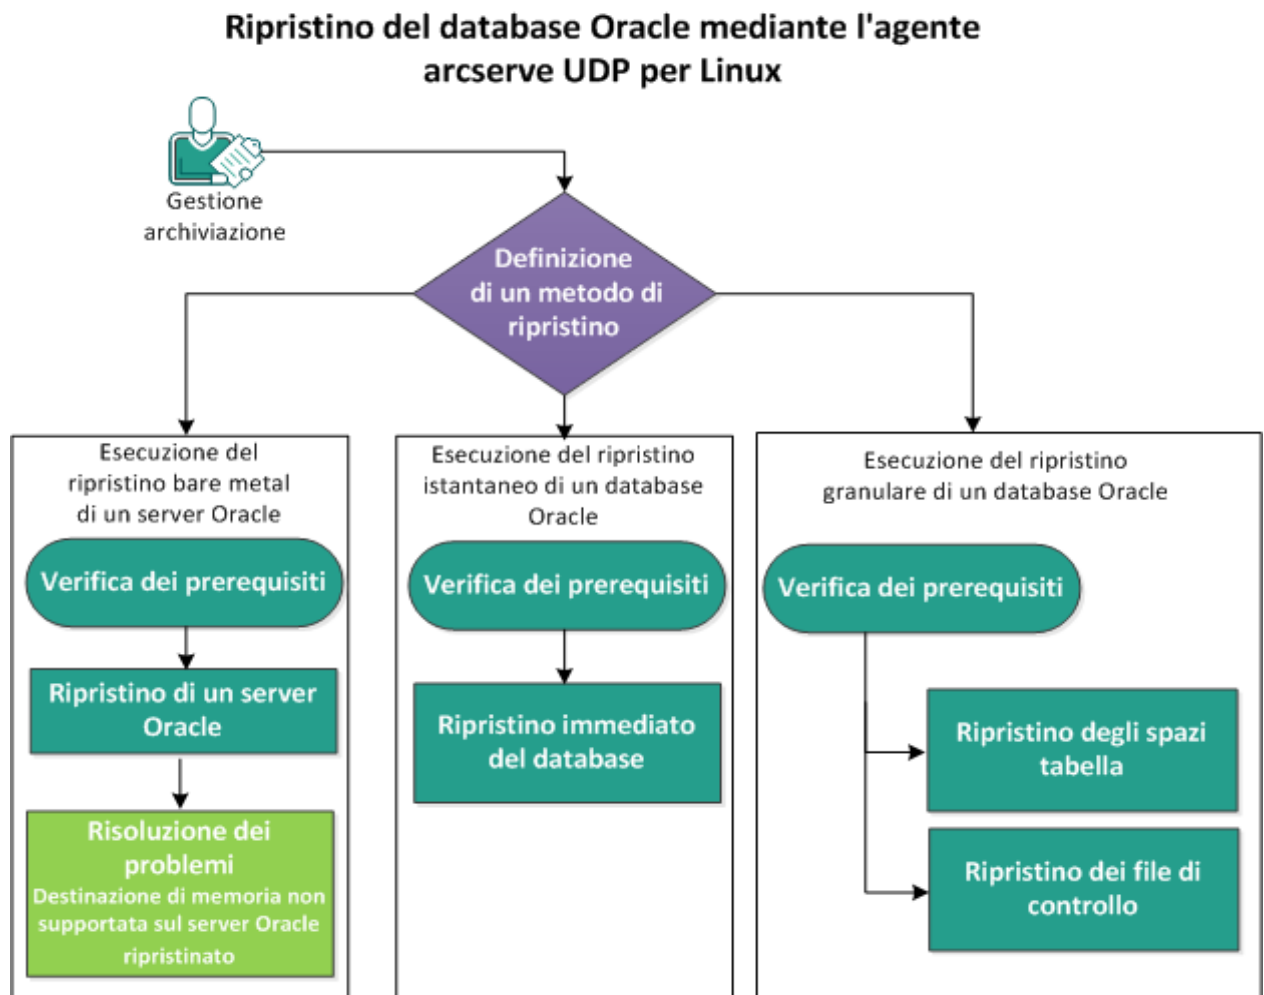 Ripristino del database Oracle mediante l'agente
arcserve UDP per Linux
Gestione
archiviazione
Definizione
di un metodo di
ripristino
Esecuzione del
ripristino bare metal
di un server Oracle
Verifica dei prerequisiti
Ripristino di un server
Oracle
Risoluzione dei
problemi
Destinazione di memoria non
supportata sul server Oracle
ripristinato
Esecuzione del ripristino
istantaneo di un database
Oracle
Verifica dei prerequisiti
Ripristino immediato
del database
Esecuzione del ripristino
granulare di un database Oracle
Verifica dei prerequisiti
Ripristino degli spazi
tabella
Ripristino dei file di
controllo